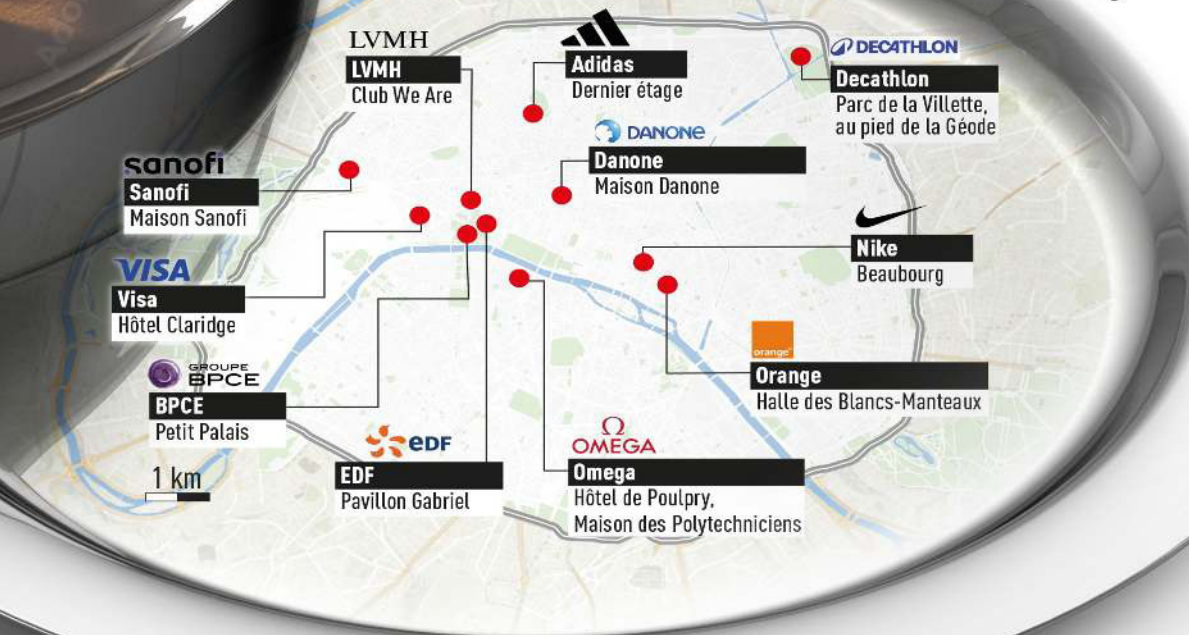 LVMH
LVMH
Club We Are
Adidas
Dernier étage
DECATHLON
Decathlon
Parc de la Villette,
au pied de la Géode
DANONE
Danone
Maison Danone
sanofi
Sanofi
Maison Sanofi
Nike
Beaubourg
VISA
Visa
Hôtel Claridge
orange
Orange
Halle des Blancs-Manteaux
GROUPE
BPCE
BPCE
Petit Palais
1 km
eDF
EDF
Pavillon Gabriel
Ω
OMEGA
Omega
Hôtel de Poulpry,
Maison des Polytechniciens